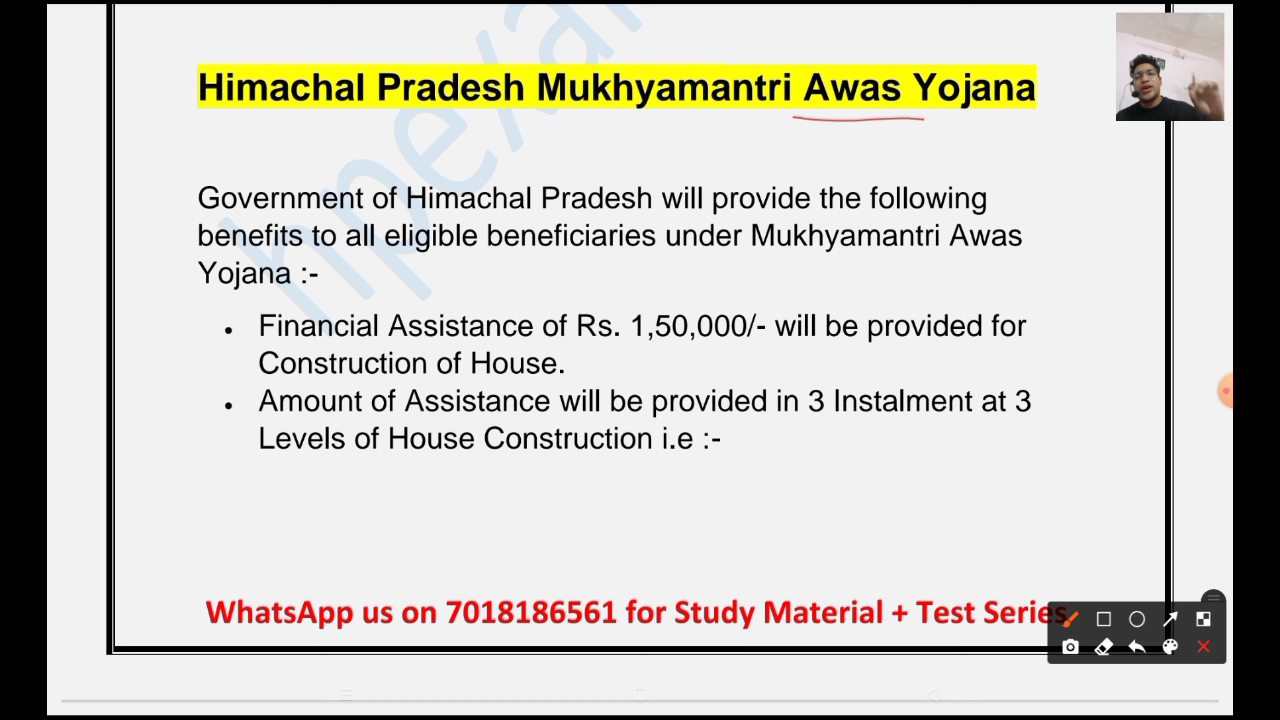 Himachal Pradesh Mukhyamantri Awas Yojana
Government of Himachal Pradesh will provide the following
benefits to all eligible beneficiaries under Mukhyamantri Awas
Yojana :-
• Financial Assistance of Rs. 1,50,000/- will be provided for
Construction of House.
• Amount of Assistance will be provided in 3 Instalment at 3
Levels of House Construction i.e :-
WhatsApp us on 7018186561 for Study Material + Test Series